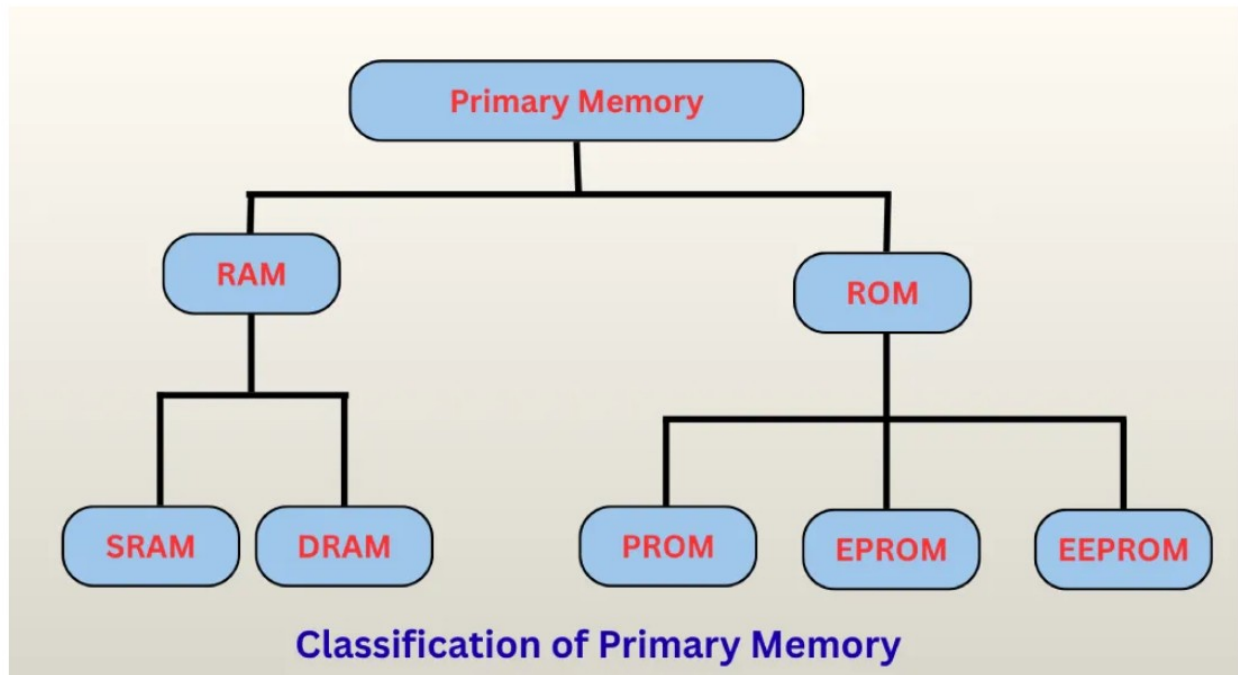 Primary Memory
RAM
ROM
SRAM
DRAM
PROM
EPROM
EEPROM
Classification of Primary Memory